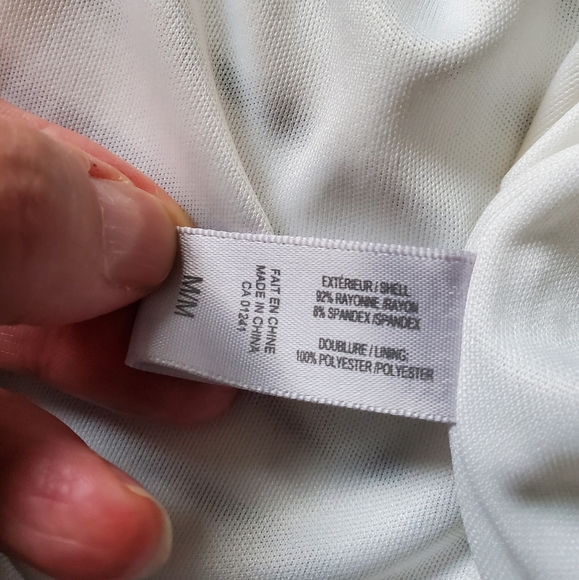 M/M
FAIT EN CHINE
MADE IN CHINA
CA 01241
EXTÉRIEUR / SHELL
92% RAYONNE /RAYON
8% SPANDEX /SPANDEX
DOUBLURE / LINING:
100% POLYESTER /POLYESTER